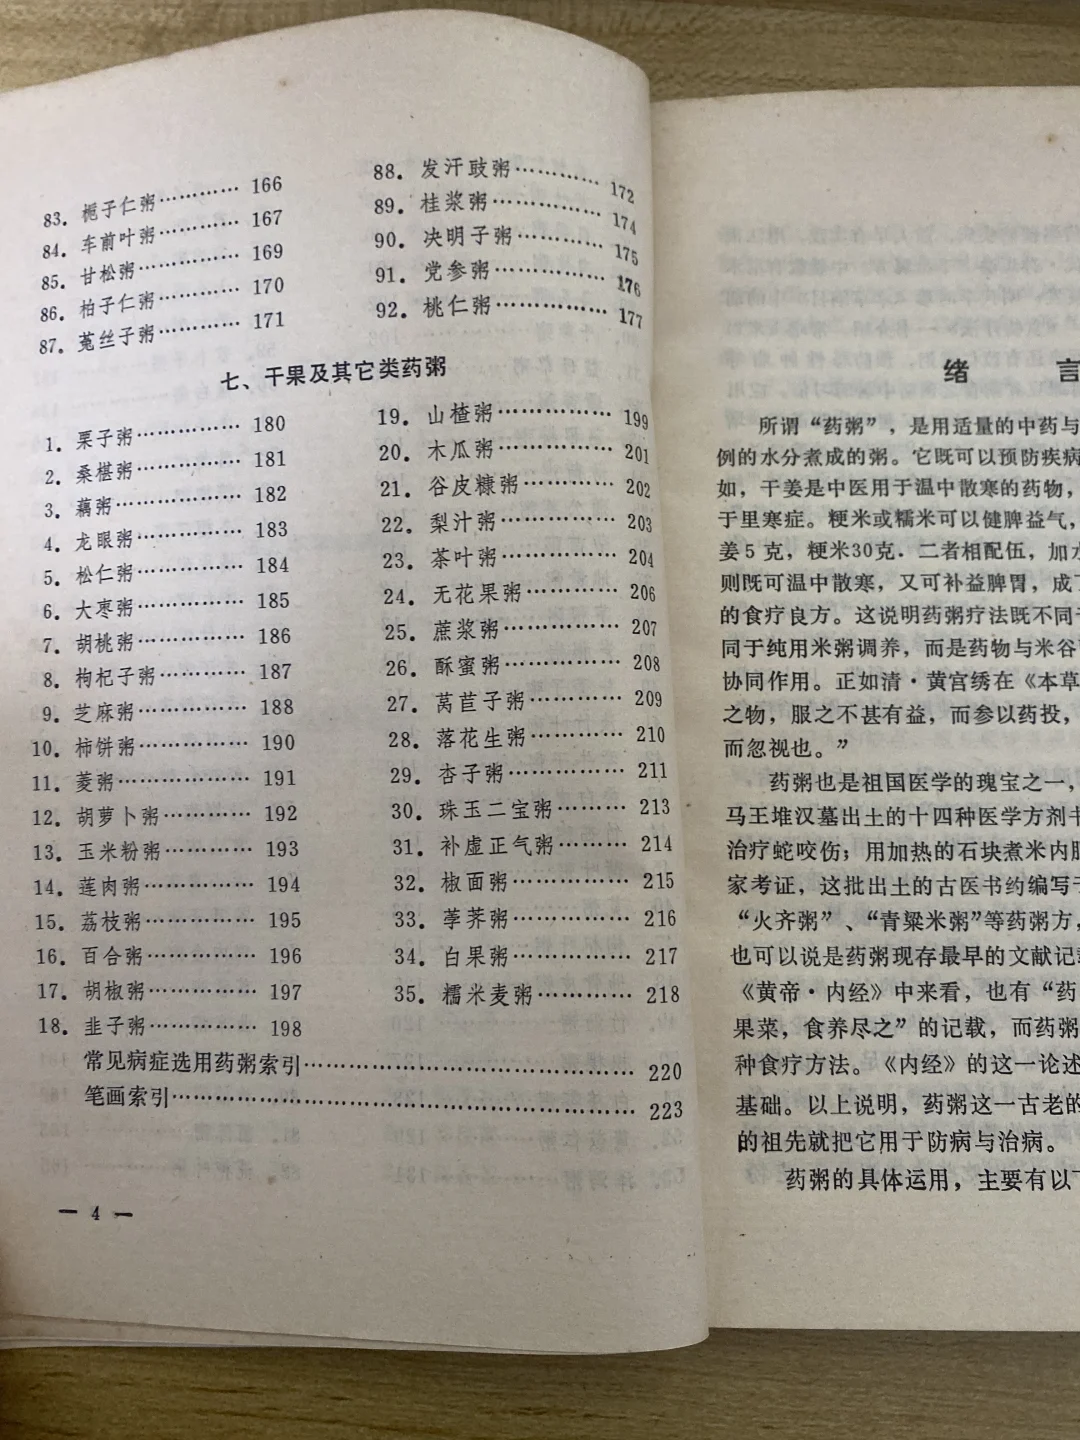 83. 栀子仁粥………… 166
84. 车前叶粥………… 167
85. 甘松粥…………… 169
86. 柏子仁粥………… 170
87. 菟丝子粥………… 171
88. 发汗豉粥………… 172
89. 桂浆粥…………… 174
90. 决明子粥………… 175
91. 党参粥…………… 176
92. 桃仁粥…………… 177
七、干果及其它类药粥
1. 栗子粥…………… 180
2. 桑椹粥…………… 181
3. 藕粥……………… 182
4. 龙眼粥…………… 183
5. 松仁粥…………… 184
6. 大枣粥…………… 185
7. 胡桃粥…………… 186
8. 枸杞子粥………… 187
9. 芝麻粥…………… 188
10. 柿饼粥…………… 190
11. 菱粥……………… 191
12. 胡萝卜粥………… 192
13. 玉米粉粥………… 193
14. 莲肉粥…………… 194
15. 荔枝粥…………… 195
16. 百合粥…………… 196
17. 胡椒粥…………… 197
18. 韭子粥…………… 198
19. 山楂粥…………… 199
20. 木瓜粥…………… 201
21. 谷皮糠粥………… 202
22. 梨汁粥…………… 203
23. 茶叶粥…………… 204
24. 无花果粥………… 206
25. 蔗浆粥…………… 207
26. 酥蜜粥…………… 208
27. 莴苣子粥………… 209
28. 落花生粥………… 210
29. 杏子粥…………… 211
30. 珠玉二宝粥……… 213
31. 补虚正气粥……… 214
32. 椒面粥…………… 215
33. 荸荠粥…………… 216
34. 白果粥…………… 217
35. 糯米麦粥………… 218
常见病症选用药粥索引…………………………… 220
笔画索引………………………………………… 223
— 4 —
绪 言
所谓“药粥”，是用适量的中药与
例的水分煮成的粥。它既可以预防疾病
如，干姜是中医用于温中散寒的药物，
于里寒症。粳米或糯米可以健脾益气，
姜5克，粳米30克．二者相配伍，加水
则既可温中散寒，又可补益脾胃，成了
的食疗良方。这说明药粥疗法既不同于
同于纯用米粥调养，而是药物与米谷
协同作用。正如清·黄宫绣在《本草
之物，服之不甚有益，而参以药投，
而忽视也。”
药粥也是祖国医学的瑰宝之一，
马王堆汉墓出土的十四种医学方剂书
治疗蛇咬伤；用加热的石块煮米内服
家考证，这批出土的古医书约编写于
“火齐粥”、“青粱米粥”等药粥方，
也可以说是药粥现存最早的文献记载
《黄帝·内经》中来看，也有“药
果菜，食养尽之”的记载，而药粥
种食疗方法。《内经》的这一论述
基础。以上说明，药粥这一古老的
的祖先就把它用于防病与治病。
药粥的具体运用，主要有以下